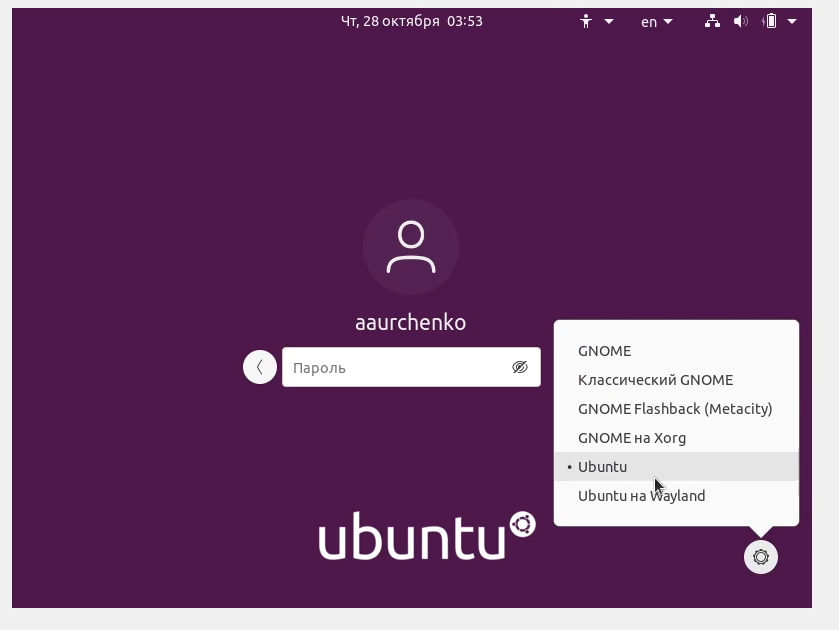 Чт, 28 октября 03:53
en
aaurchenko
Пароль
GNOME
Классический GNOME
GNOME Flashback (Metacity)
GNOME на Xorg
• Ubuntu
Ubuntu на Wayland
ubuntu